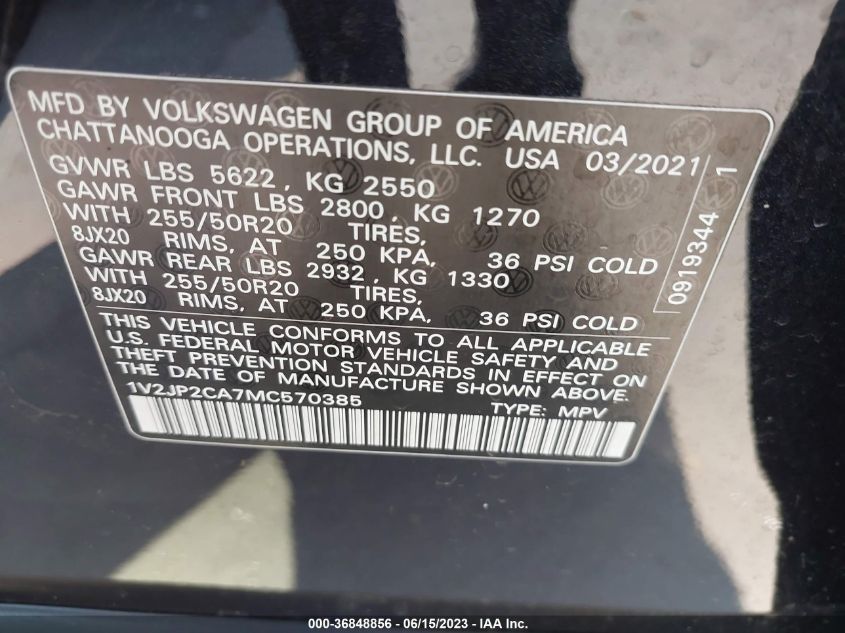 MFD BY VOLKSWAGEN GROUP OF AMERICA
CHATTANOOGA OPERATIONS, LLC. USA 03/2021
GVWR LBS 5622, KG 2550
GAWR FRONT LBS 2800, KG 1270
WITH 255/50R20 TIRES,
8JX20 RIMS, AT 250 KPA, 36 PSI COLD
GAWR REAR LBS 2932, KG 1330
WITH 255/50R20 TIRES,
8JX20 RIMS, AT 250 KPA, 36 PSI COLD
0919344 1
THIS VEHICLE CONFORMS TO ALL APPLICABLE
U.S. FEDERAL MOTOR VEHICLE SAFETY AND
THEFT PREVENTION STANDARDS IN EFFECT ON
THE DATE OF MANUFACTURE SHOWN ABOVE.
1V2JP2CA7MC570385 TYPE: MPV
000-36848856 - 06/15/2023 - IAA Inc.